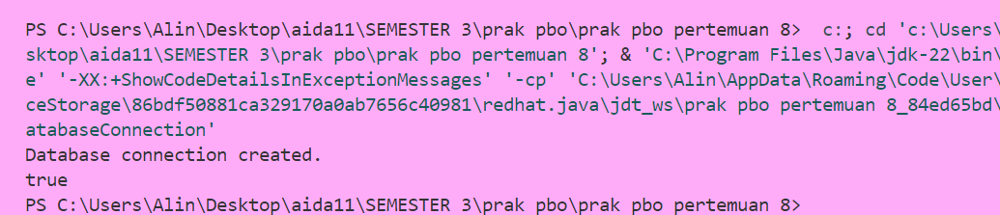 PS C:\Users\Alin\Desktop\aida11\SEMESTER 3\prak pbo\prak pbo pertemuan 8>  c:; cd 'c:\Users\
sktop\aida11\SEMESTER 3\prak pbo\prak pbo pertemuan 8'; & 'C:\Program Files\Java\jdk-22\bin\
e' '-XX:+ShowCodeDetailsInExceptionMessages' '-cp' 'C:\Users\Alin\AppData\Roaming\Code\User\
ceStorage\86bdf50881ca329170a0ab7656c40981\redhat.java\jdt_ws\prak pbo pertemuan 8_84ed65bd\
atabaseConnection'
Database connection created.
true
PS C:\Users\Alin\Desktop\aida11\SEMESTER 3\prak pbo\prak pbo pertemuan 8>